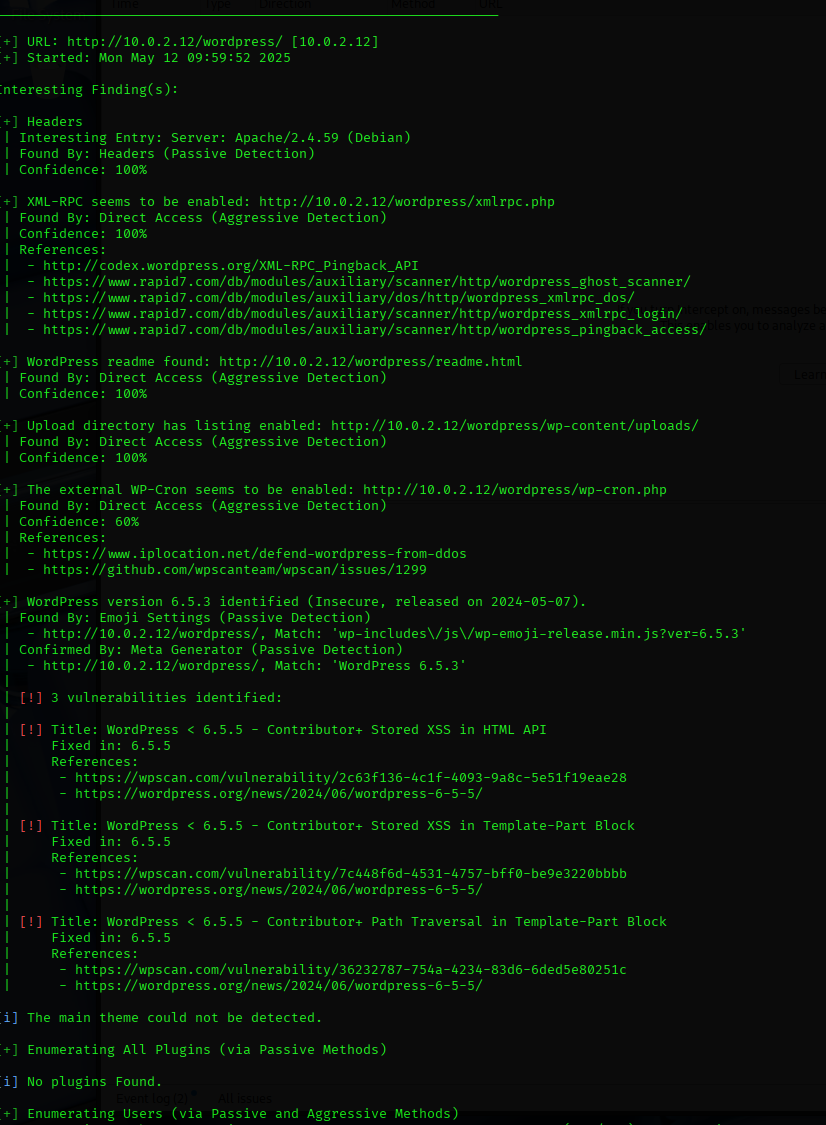 Time Type Direction Method URL
[+] URL: http://10.0.2.12/wordpress/ [10.0.2.12]
[+] Started: Mon May 12 09:59:52 2025
Interesting Finding(s):
[+] Headers
| Interesting Entry: Server: Apache/2.4.59 (Debian)
| Found By: Headers (Passive Detection)
| Confidence: 100%
[+] XML-RPC seems to be enabled: http://10.0.2.12/wordpress/xmlrpc.php
| Found By: Direct Access (Aggressive Detection)
| Confidence: 100%
| References:
|  - http://codex.wordpress.org/XML-RPC_Pingback_API
|  - https://www.rapid7.com/db/modules/auxiliary/scanner/http/wordpress_ghost_scanner/
|  - https://www.rapid7.com/db/modules/auxiliary/dos/http/wordpress_xmlrpc_dos/
|  - https://www.rapid7.com/db/modules/auxiliary/scanner/http/wordpress_xmlrpc_login/
|  - https://www.rapid7.com/db/modules/auxiliary/scanner/http/wordpress_pingback_access/
[+] WordPress readme found: http://10.0.2.12/wordpress/readme.html
| Found By: Direct Access (Aggressive Detection)
| Confidence: 100%
[+] Upload directory has listing enabled: http://10.0.2.12/wordpress/wp-content/uploads/
| Found By: Direct Access (Aggressive Detection)
| Confidence: 100%
[+] The external WP-Cron seems to be enabled: http://10.0.2.12/wordpress/wp-cron.php
| Found By: Direct Access (Aggressive Detection)
| Confidence: 60%
| References:
|  - https://www.iplocation.net/defend-wordpress-from-ddos
|  - https://github.com/wpscanteam/wpscan/issues/1299
[+] WordPress version 6.5.3 identified (Insecure, released on 2024-05-07).
| Found By: Emoji Settings (Passive Detection)
|  - http://10.0.2.12/wordpress/, Match: 'wp-includes\/js\/wp-emoji-release.min.js?ver=6.5.3'
| Confirmed By: Meta Generator (Passive Detection)
|  - http://10.0.2.12/wordpress/, Match: 'WordPress 6.5.3'
|
| [!] 3 vulnerabilities identified:
|
| [!] Title: WordPress < 6.5.5 - Contributor+ Stored XSS in HTML API
|     Fixed in: 6.5.5
|     References:
|      - https://wpscan.com/vulnerability/2c63f136-4c1f-4093-9a8c-5e51f19eae28
|      - https://wordpress.org/news/2024/06/wordpress-6-5-5/
|
| [!] Title: WordPress < 6.5.5 - Contributor+ Stored XSS in Template-Part Block
|     Fixed in: 6.5.5
|     References:
|      - https://wpscan.com/vulnerability/7c448f6d-4531-4757-bff0-be9e3220bbbb
|      - https://wordpress.org/news/2024/06/wordpress-6-5-5/
|
| [!] Title: WordPress < 6.5.5 - Contributor+ Path Traversal in Template-Part Block
|     Fixed in: 6.5.5
|     References:
|      - https://wpscan.com/vulnerability/36232787-754a-4234-83d6-6ded5e80251c
|      - https://wordpress.org/news/2024/06/wordpress-6-5-5/
[i] The main theme could not be detected.
[+] Enumerating All Plugins (via Passive Methods)
[i] No plugins Found.
Event log (2) All issues
[+] Enumerating Users (via Passive and Aggressive Methods)